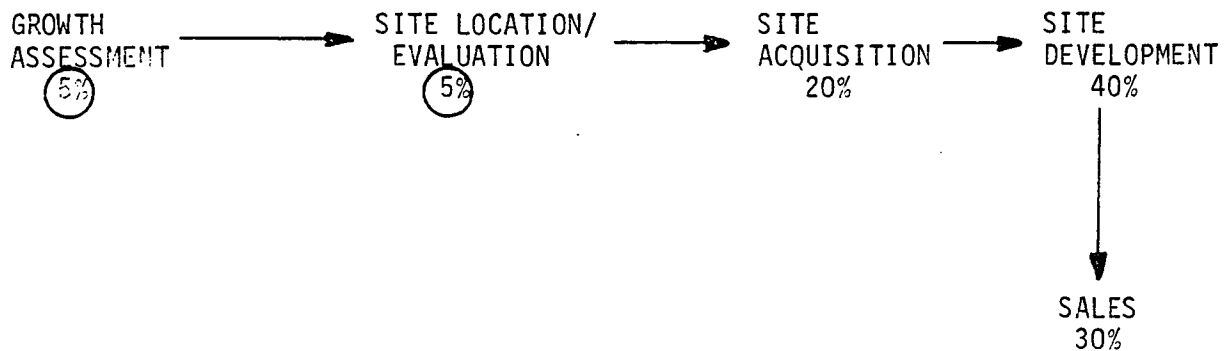 GROWTH
ASSESSMENT
5%
SITE LOCATION/
EVALUATION
5%
SITE
ACQUISITION
20%
SITE
DEVELOPMENT
40%
SALES
30%